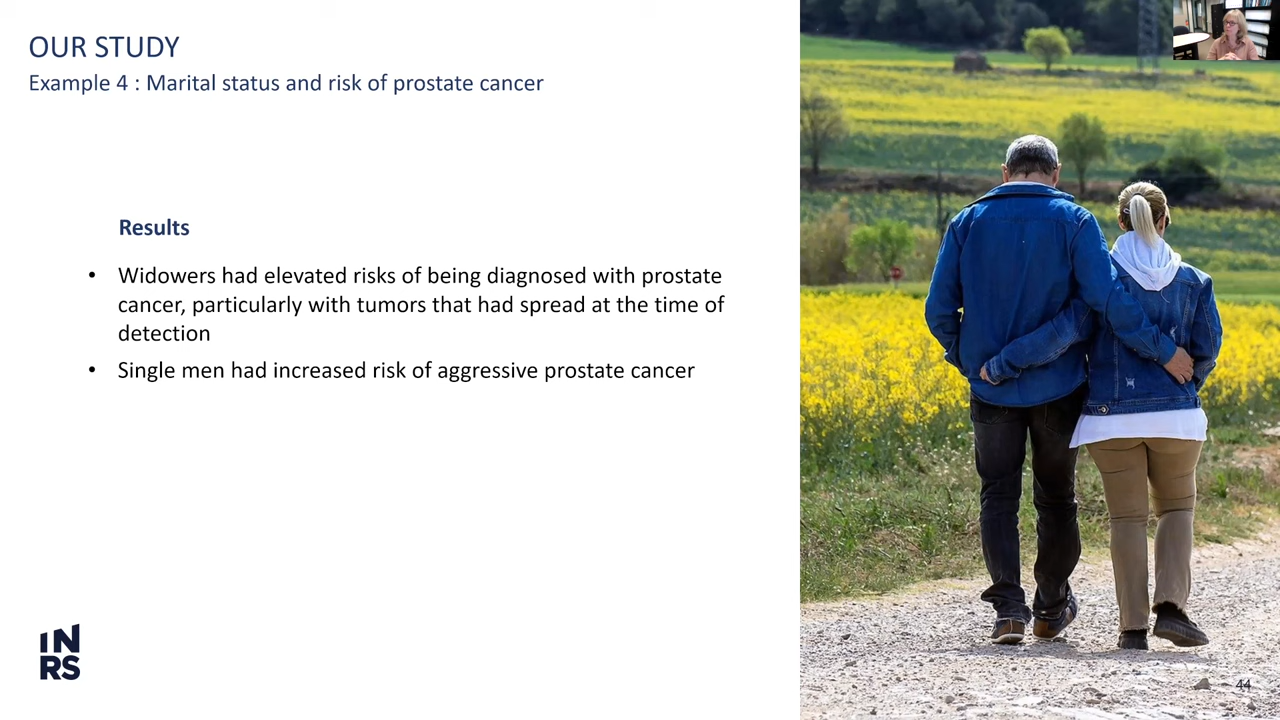 OUR STUDY
Example 4 : Marital status and risk of prostate cancer
Results
• Widowers had elevated risks of being diagnosed with prostate
cancer, particularly with tumors that had spread at the time of
detection
• Single men had increased risk of aggressive prostate cancer
IN
RS
44